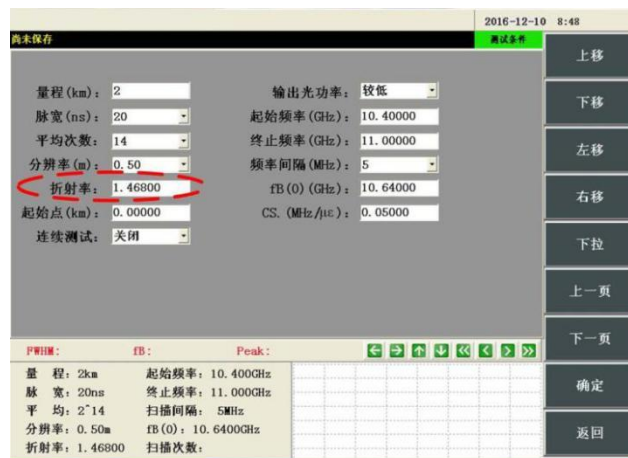 2016-12-10 8:48
尚未保存 测试条件
上移
下移
左移
右移
下拉
上一页
下一页
确定
返回
量程(km): 2 输出光功率: 较低
脉宽(ns): 20 起始频率(GHz): 10.40000
平均次数: 14 终止频率(GHz): 11.00000
分辨率(m): 0.50 频率间隔(MHz): 5
折射率: 1.46800 fB(0)(GHz): 10.64000
起始点(km): 0.00000 CS.(MHz/με): 0.05000
连续测试: 关闭
FWHM: fB: Peak:
量 程: 2km 起始频率: 10.400GHz
脉 宽: 20ns 终止频率: 11.000GHz
平 均: 2^14 扫描间隔: 5MHz
分辨率: 0.50m fB(0): 10.6400GHz
折射率: 1.46800 扫描次数: